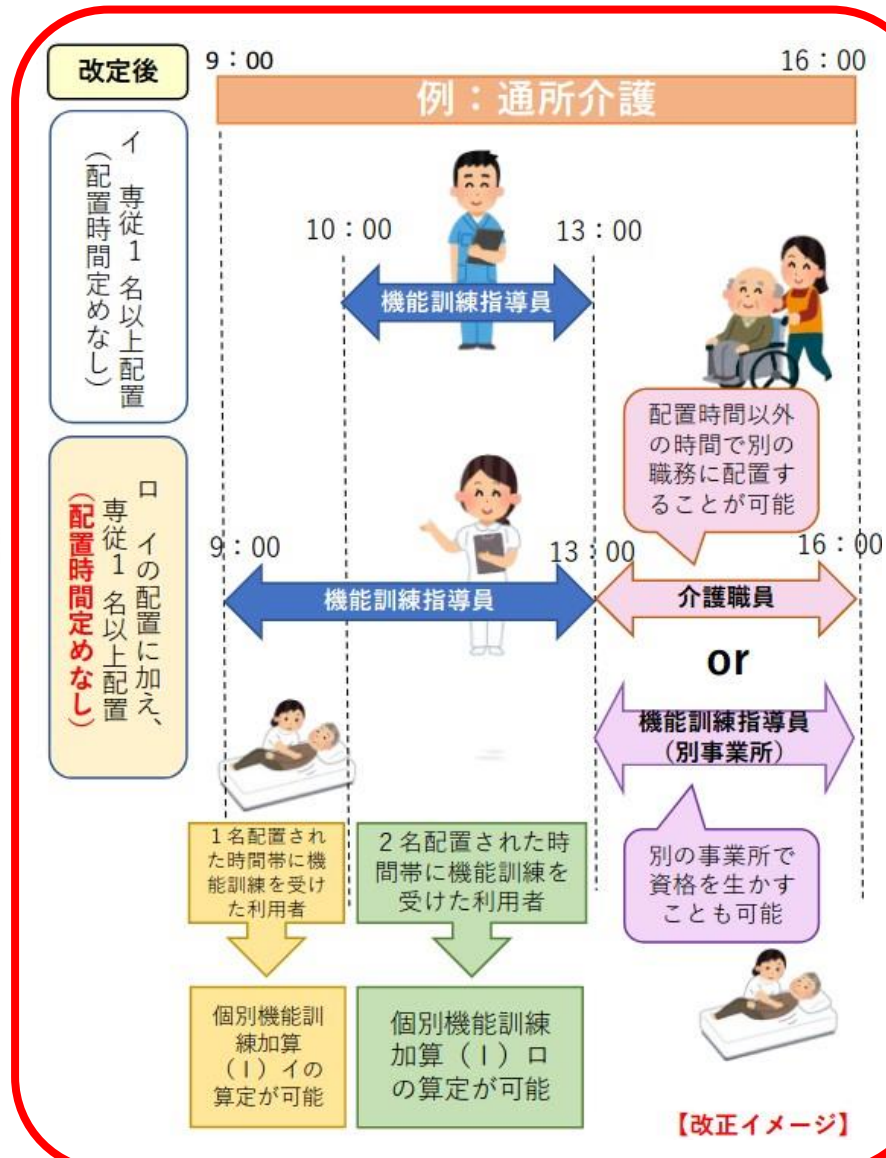 改定後
9：00
16：00
例：通所介護
イ　専従1名以上配置
（配置時間定めなし）
10：00
13：00
機能訓練指導員
配置時間以外
の時間で別の
職務に配置す
ることが可能
ロ　イの配置に加え、
専従1名以上配置
（配置時間定めなし）
9：00
13：00
16：00
機能訓練指導員
介護職員
or
機能訓練指導員
（別事業所）
1名配置され
た時間帯に機
能訓練を受け
た利用者
2名配置された時
間帯に機能訓練を
受けた利用者
別の事業所で
資格を生かす
ことも可能
個別機能訓
練加算
（Ⅰ）イの
算定が可能
個別機能訓練
加算（Ⅰ）ロ
の算定が可能
【改正イメージ】